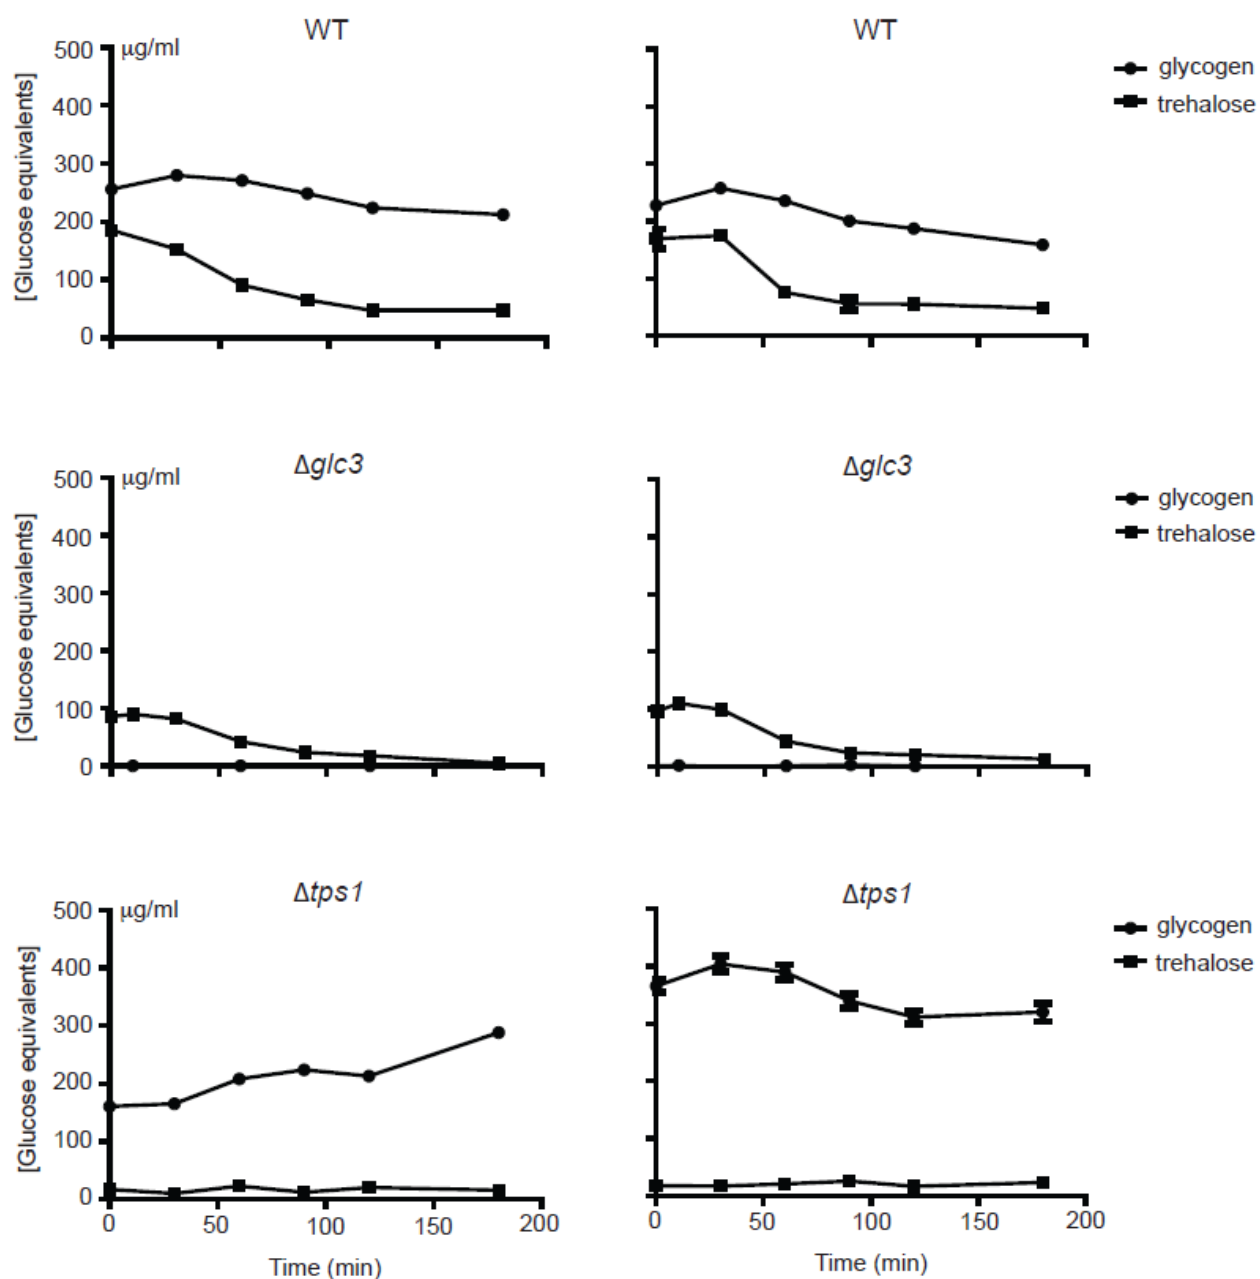 WT
WT
500
μg/ml
400
300
200
100
0
[Glucose equivalents]
glycogen
trehalose
Δglc3
Δglc3
500
μg/ml
400
300
200
100
0
[Glucose equivalents]
glycogen
trehalose
Δtps1
Δtps1
500
μg/ml
400
300
200
100
0
[Glucose equivalents]
glycogen
trehalose
0 50 100 150 200
Time (min)
0 50 100 150 200
Time (min)